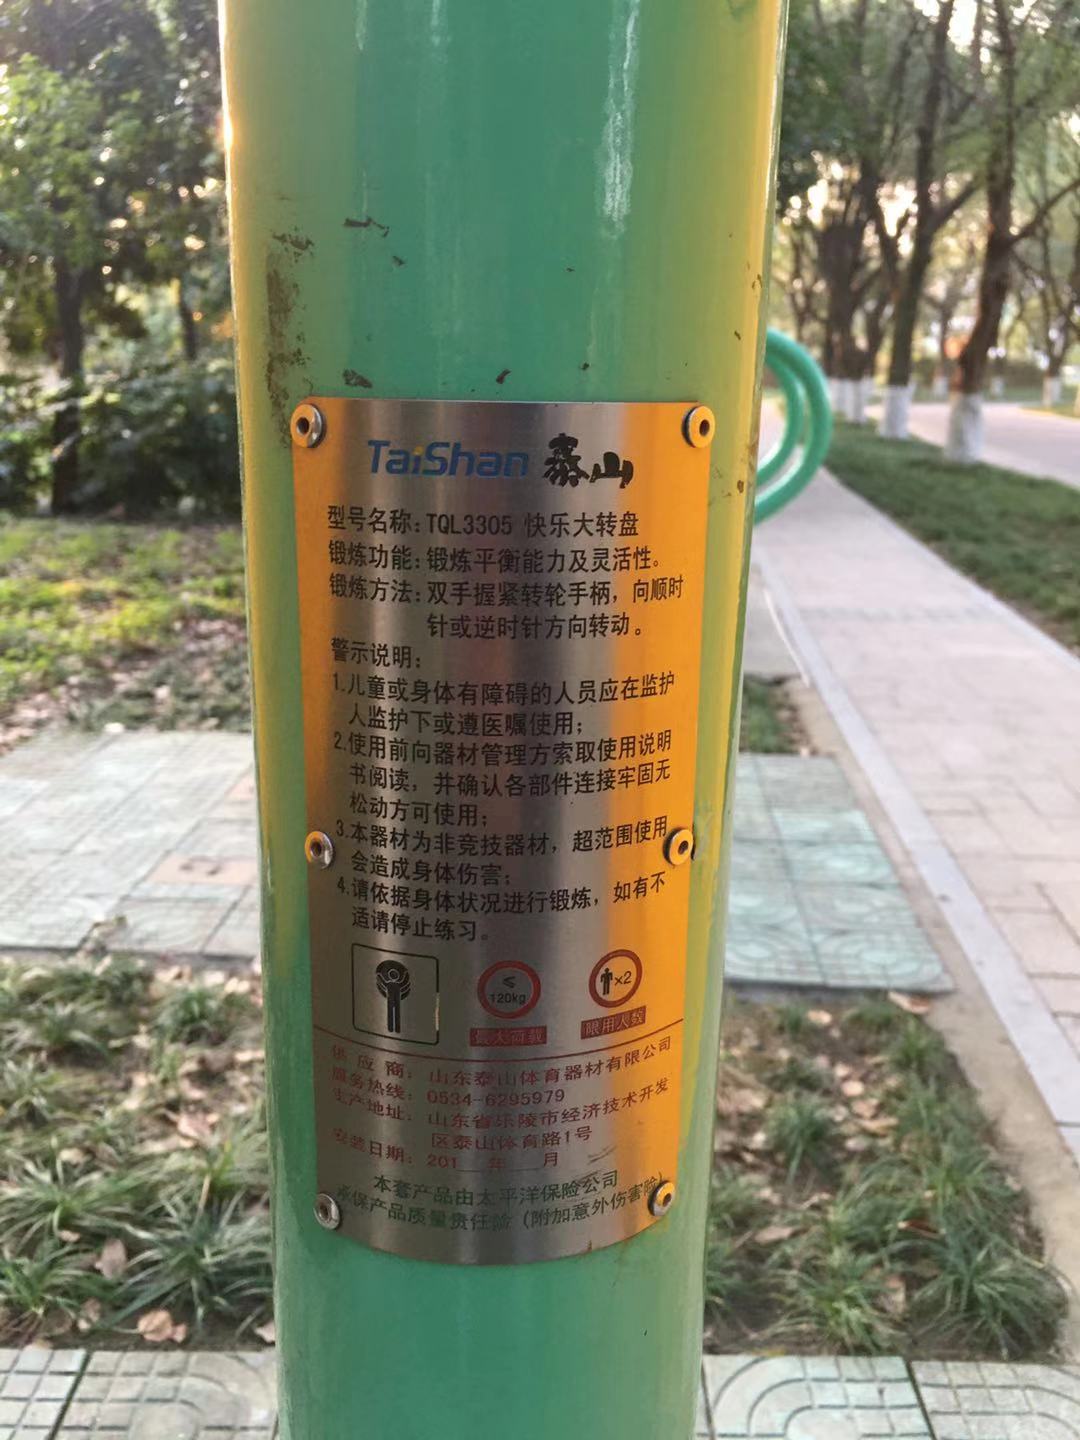 TaiShan 泰山
型号名称：TQL3305 快乐大转盘
锻炼功能：锻炼平衡能力及灵活性。
锻炼方法：双手握紧转轮手柄，向顺时
针或逆时针方向转动。
警示说明：
1.儿童或身体有障碍的人员应在监护
人监护下或遵医嘱使用；
2.使用前向器材管理方索取使用说明
书阅读，并确认各部件连接牢固无
松动方可使用；
3.本器材为非竞技器材，超范围使用
会造成身体伤害；
4.请依据身体状况进行锻炼，如有不
适请停止练习。
≤
120kg
最大荷载
×2
限用人数
供应商：山东泰山体育器材有限公司
服务热线：0534-6295979
生产地址：山东省乐陵市经济技术开发
区泰山体育路1号
安装日期：201 年 月
本套产品由太平洋保险公司
承保产品质量责任险（附加意外伤害险）